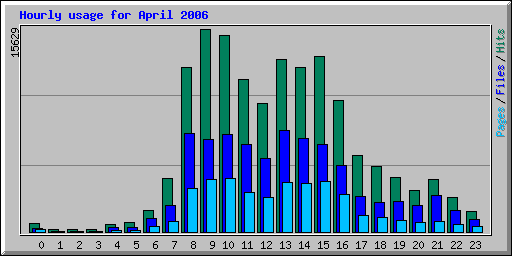 Hourly usage for April 2006
15629
Pages/Files/Hits
0 1 2 3 4 5 6 7 8 9 10 11 12 13 14 15 16 17 18 19 20 21 22 23